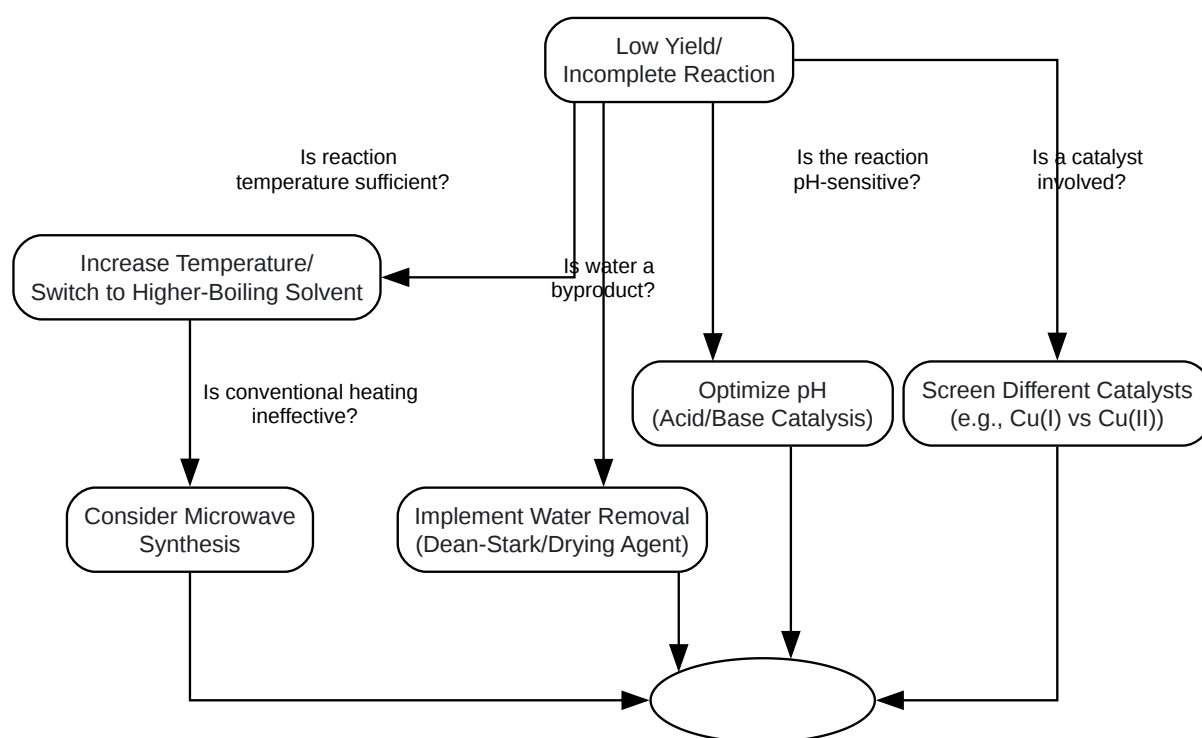 Low Yield/
Incomplete Reaction
Is reaction
temperature sufficient?
Is the reaction
pH-sensitive?
Is a catalyst
involved?
Increase Temperature/
Switch to Higher-Boiling Solvent
Is water a
byproduct?
Is conventional heating
ineffective?
Optimize pH
(Acid/Base Catalysis)
Screen Different Catalysts
(e.g., Cu(I) vs Cu(II))
Consider Microwave
Synthesis
Implement Water Removal
(Dean-Stark/Drying Agent)